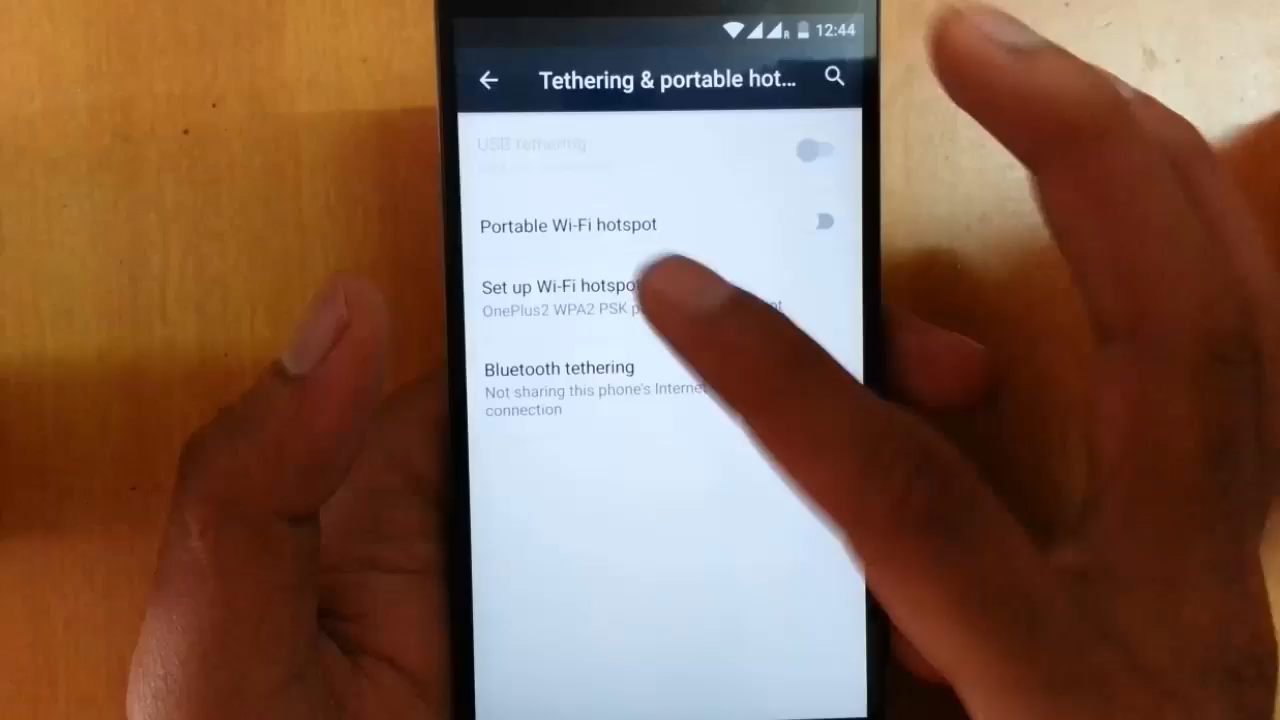 R 12:44
Tethering & portable hot...
USB tethering
Portable Wi-Fi hotspot
Set up Wi-Fi hotspot
OnePlus2 WPA2 PSK
Bluetooth tethering
Not sharing this phone's Internet
connection